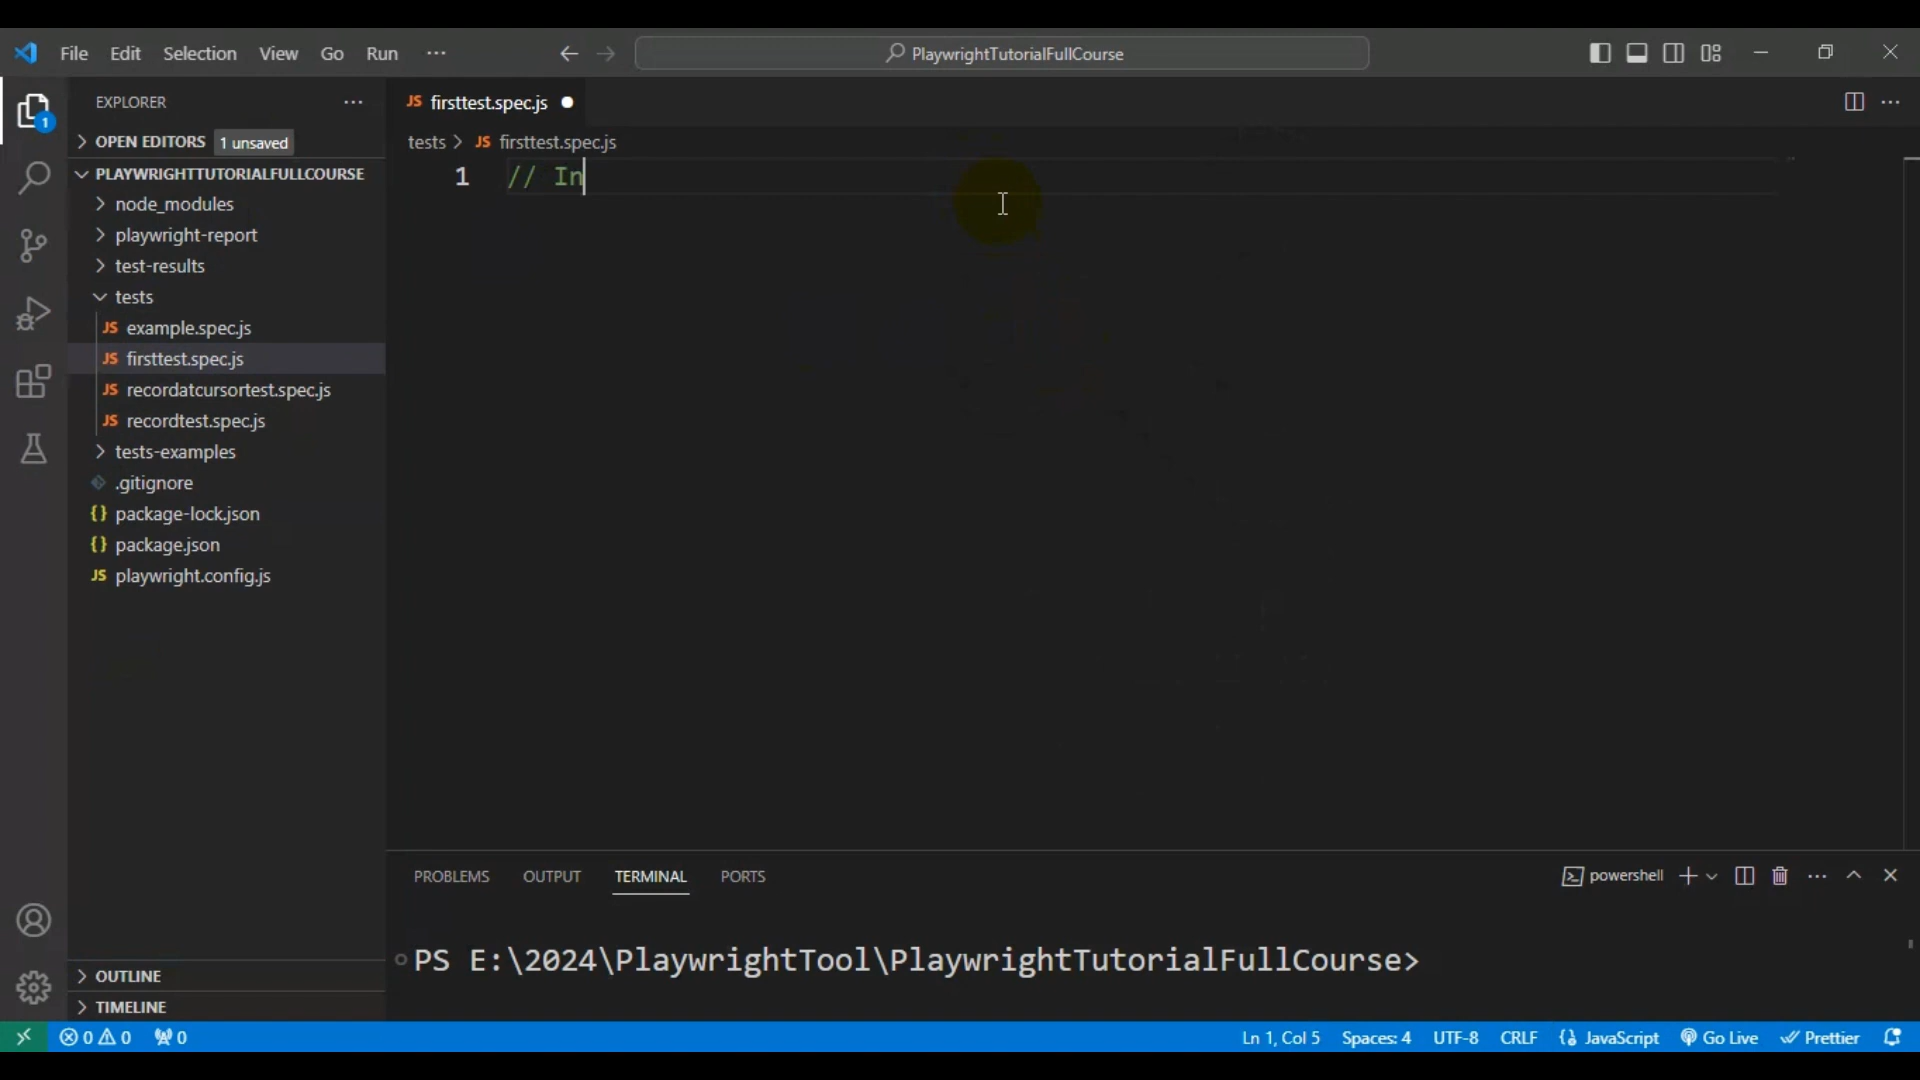 File Edit Selection View Go Run ··· PlaywrightTutorialFullCourse
EXPLORER ···
1
OPEN EDITORS 1 unsaved
PLAYWRIGHTTUTORIALFULLCOURSE
node_modules
playwright-report
test-results
tests
JS example.spec.js
JS firsttest.spec.js
JS recordatcursortest.spec.js
JS recordtest.spec.js
tests-examples
.gitignore
{} package-lock.json
{} package.json
JS playwright.config.js
OUTLINE
TIMELINE
JS firsttest.spec.js
tests > JS firsttest.spec.js
1 // In
PROBLEMS OUTPUT TERMINAL PORTS powershell
PS E:\2024\PlaywrightTool\PlaywrightTutorialFullCourse>
0 0 0 Ln 1, Col 5 Spaces: 4 UTF-8 CRLF JavaScript Go Live Prettier